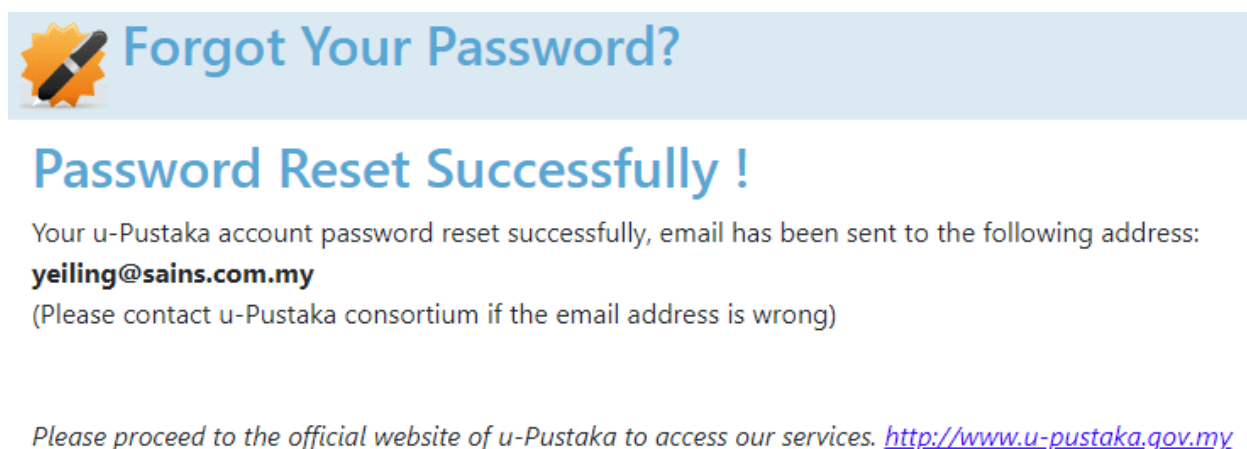 Forgot Your Password?
Password Reset Successfully !
Your u-Pustaka account password reset successfully, email has been sent to the following address:
yeiling@sains.com.my
(Please contact u-Pustaka consortium if the email address is wrong)
Please proceed to the official website of u-Pustaka to access our services. http://www.u-pustaka.gov.my